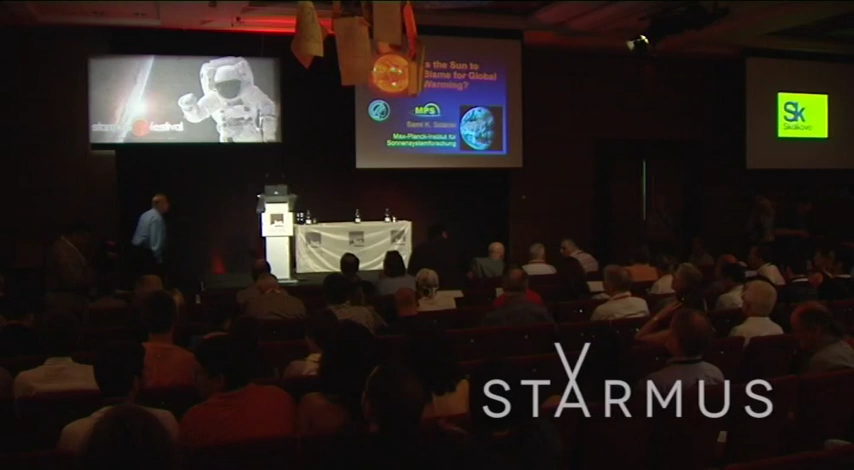 festival
s the Sun to
Blame for Global
Warming?
MPS
Sami K. Solanki
Max-Planck-Institut für
Sonnensystemforschung
Sk
Skolkovo
STARMUS